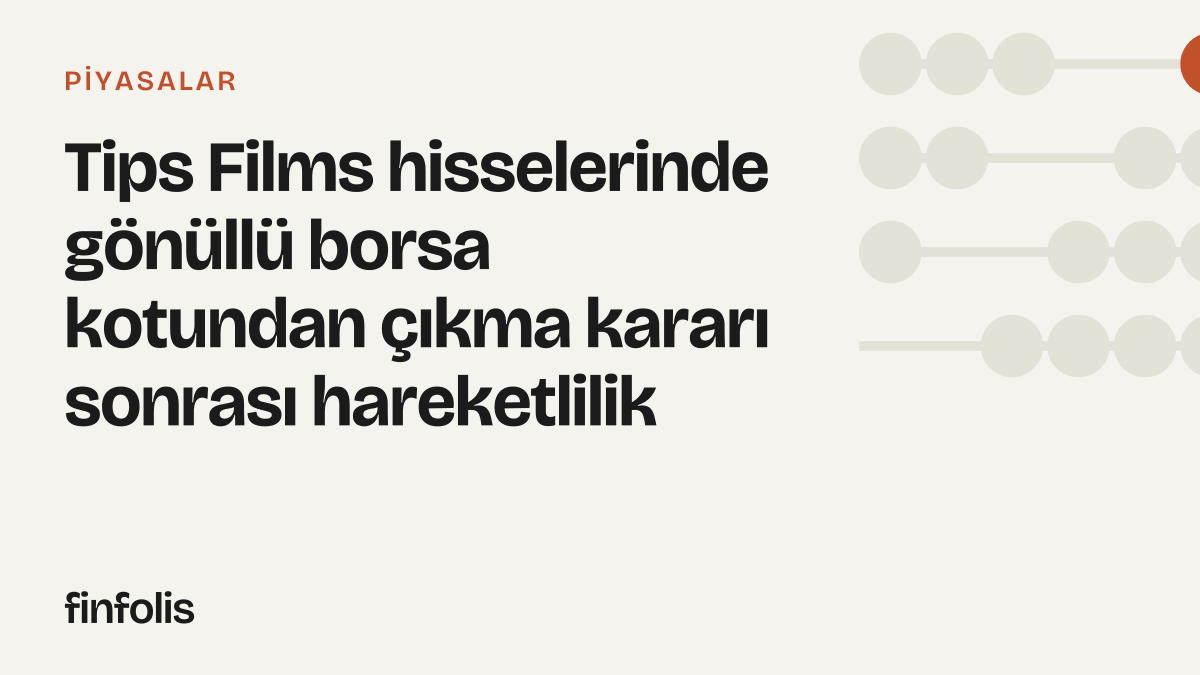 PİYASALAR
Tips Films hisselerinde
gönüllü borsa
kotundan çıkma kararı
sonrası hareketlilik
finfolis